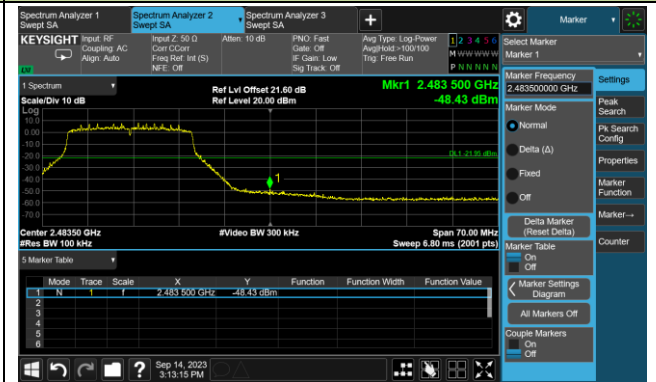 Spectrum Analyzer 1
Swept SA
Spectrum Analyzer 2
Swept SA
Spectrum Analyzer 3
Swept SA
+
Marker
KEYSIGHT
Input: RF
Coupling: AC
Align: Auto
Input Z: 50 Ω
Corr CCorr
Freq Ref: Int (S)
NFE: Off
Atten: 10 dB
PNO: Fast
Gate: Off
IF Gain: Low
Sig Track: Off
Avg Type: Log-Power
Avg|Hold:>100/100
Trig: Free Run
1 2 3 4 5 6
M W W W W W
P N N N N N
LXI
Select Marker
Marker 1
1 Spectrum
Scale/Div 10 dB
Ref Lvl Offset 21.60 dB
Ref Level 20.00 dBm
Mkr1 2.483 500 GHz
-48.43 dBm
Log
10.0
0.00
-10.0
-20.0
-30.0
-40.0
-50.0
-60.0
-70.0
DL1 -21.95 dBm
1
Center 2.48350 GHz
#Res BW 100 kHz
#Video BW 300 kHz
Span 70.00 MHz
Sweep 6.80 ms (2001 pts)
5 Marker Table
Mode Trace Scale X Y Function Function Width Function Value
1 N 1 f 2.483 500 GHz -48.43 dBm
2
3
4
5
6
Marker Frequency
2.483500000 GHz
Marker Mode
Normal
Delta (Δ)
Fixed
Off
Delta Marker
(Reset Delta)
Marker Table
On
Off
Marker Settings
Diagram
All Markers Off
Couple Markers
On
Off
Settings
Peak
Search
Pk Search
Config
Properties
Marker
Function
Marker→
Counter
?
Sep 14, 2023
3:13:15 PM